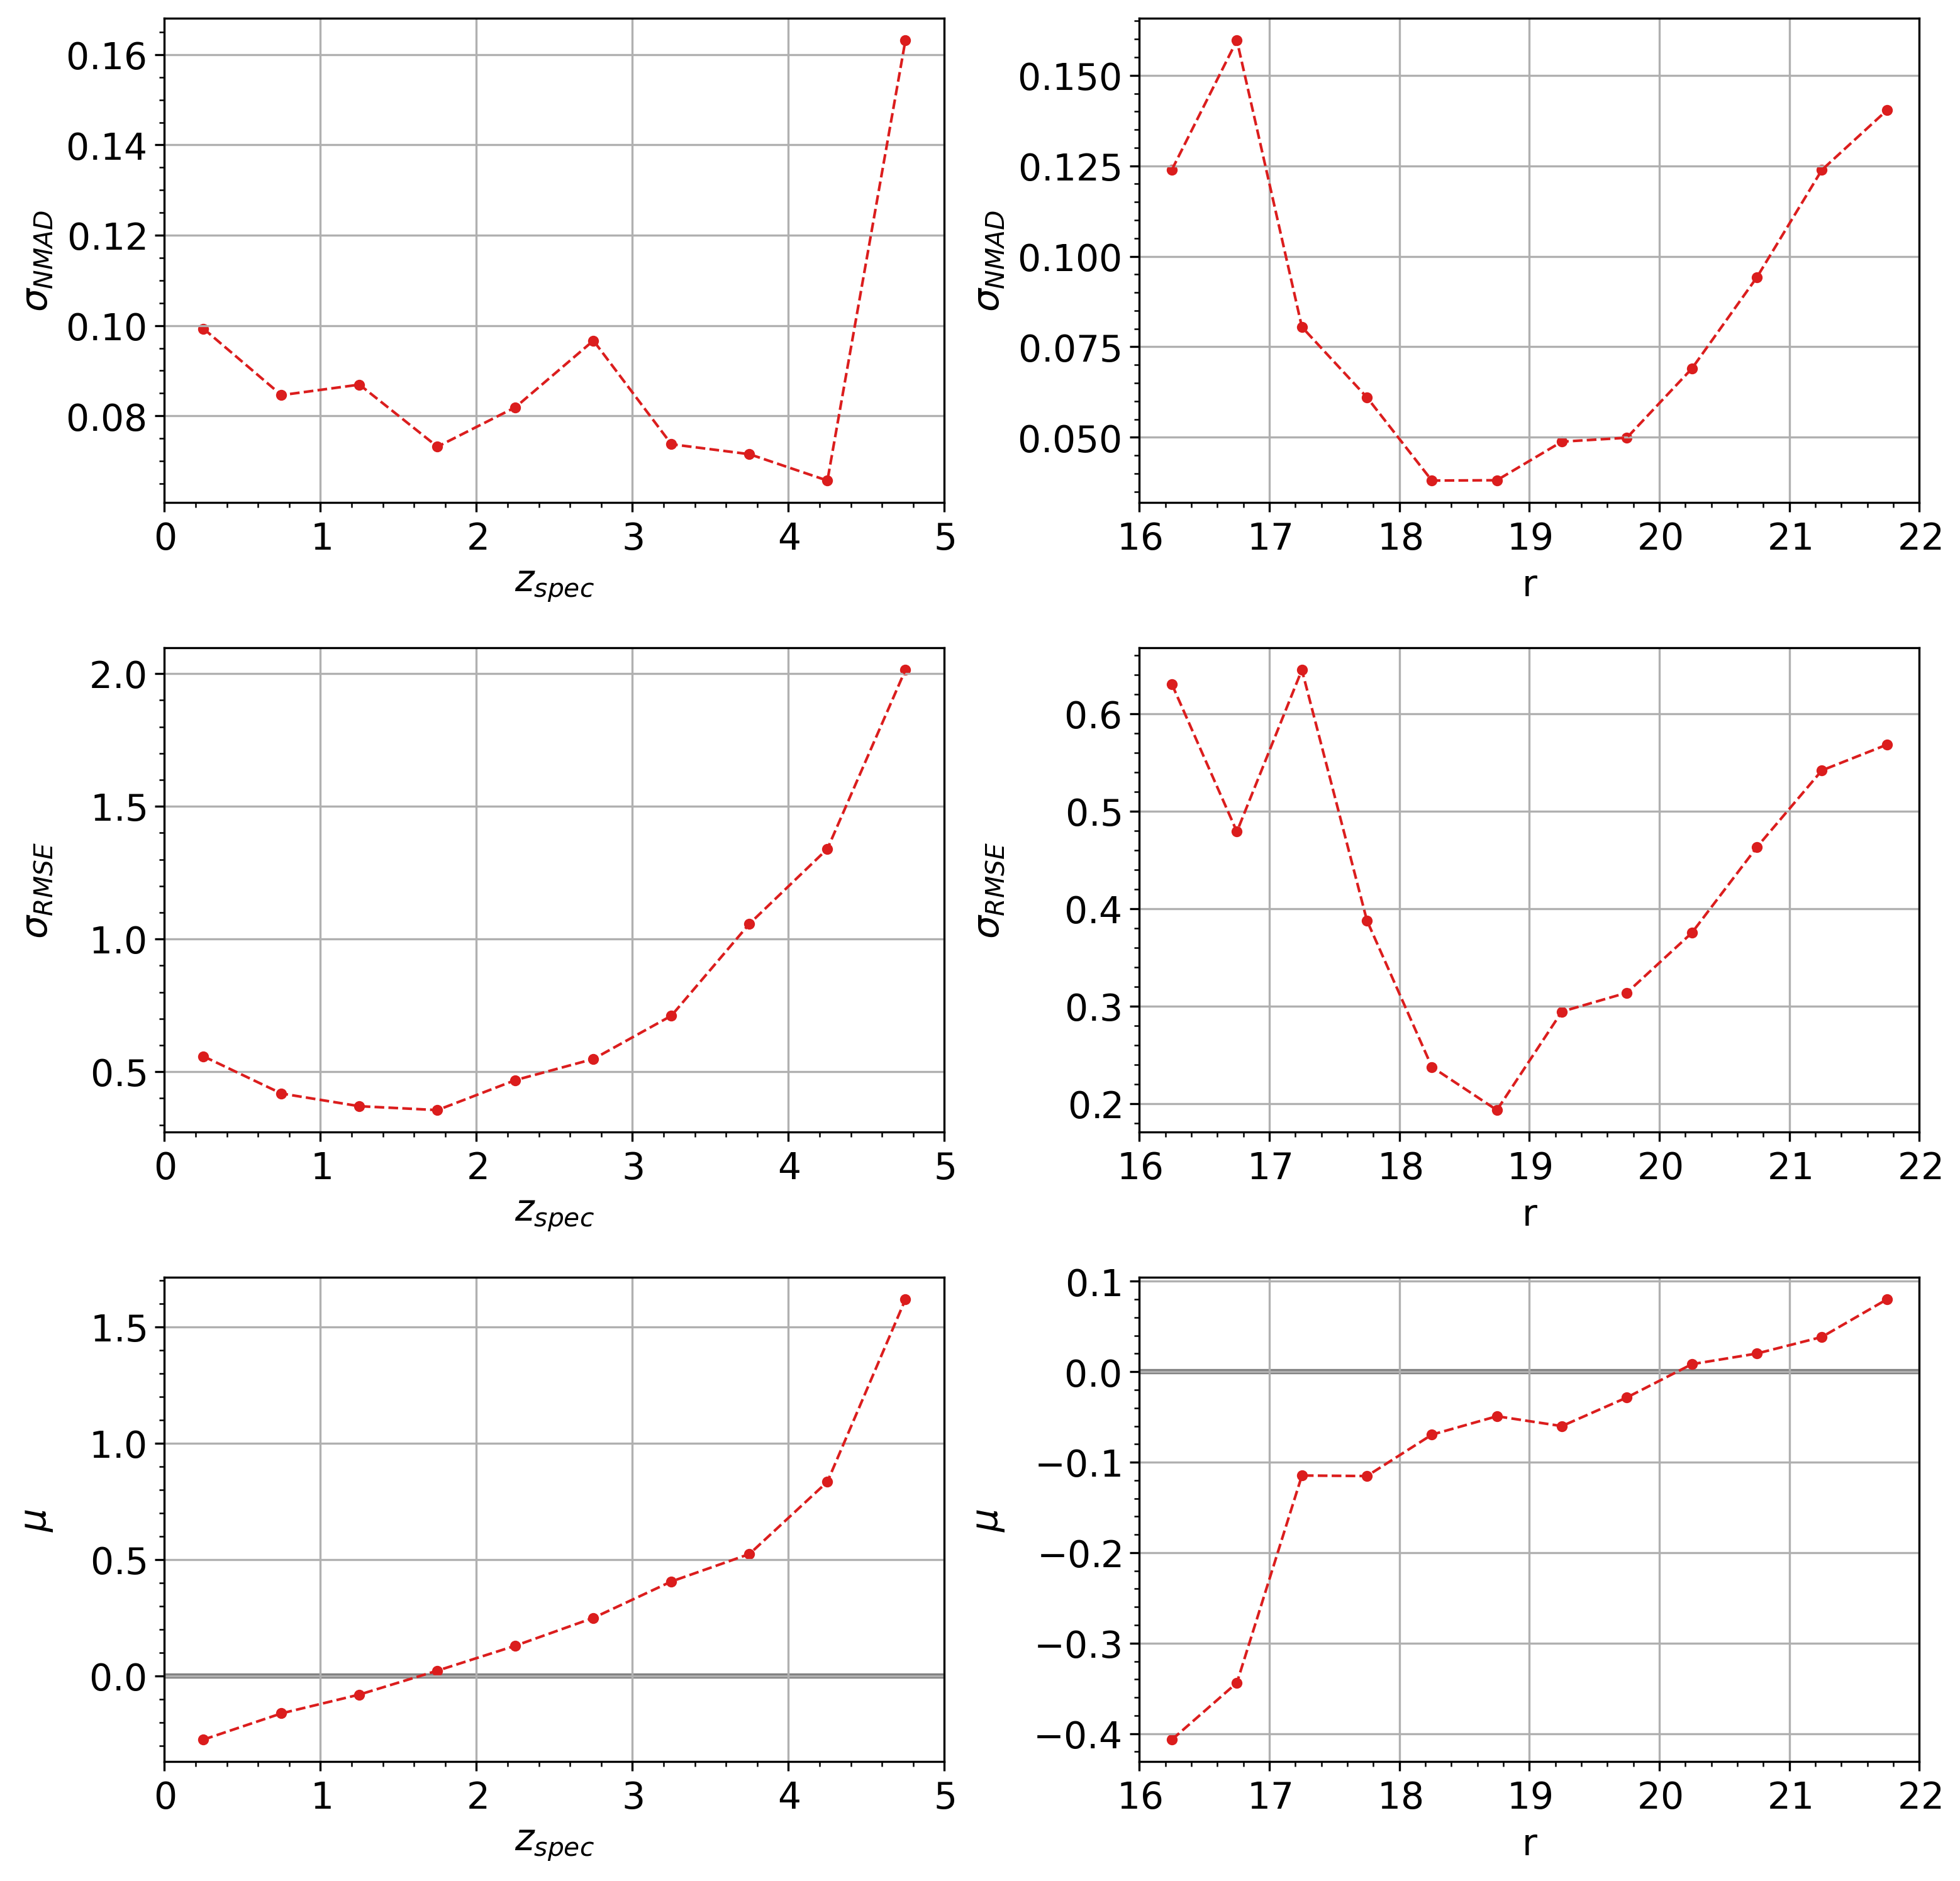 0.16
0.14
0.12
0.10
0.08
σNMAD
0 1 2 3 4 5
zspec
0.150
0.125
0.100
0.075
0.050
σNMAD
16 17 18 19 20 21 22
r
2.0
1.5
1.0
0.5
σRMSE
0 1 2 3 4 5
zspec
0.6
0.5
0.4
0.3
0.2
σRMSE
16 17 18 19 20 21 22
r
1.5
1.0
0.5
0.0
μ
0 1 2 3 4 5
zspec
0.1
0.0
−0.1
−0.2
−0.3
−0.4
μ
16 17 18 19 20 21 22
r